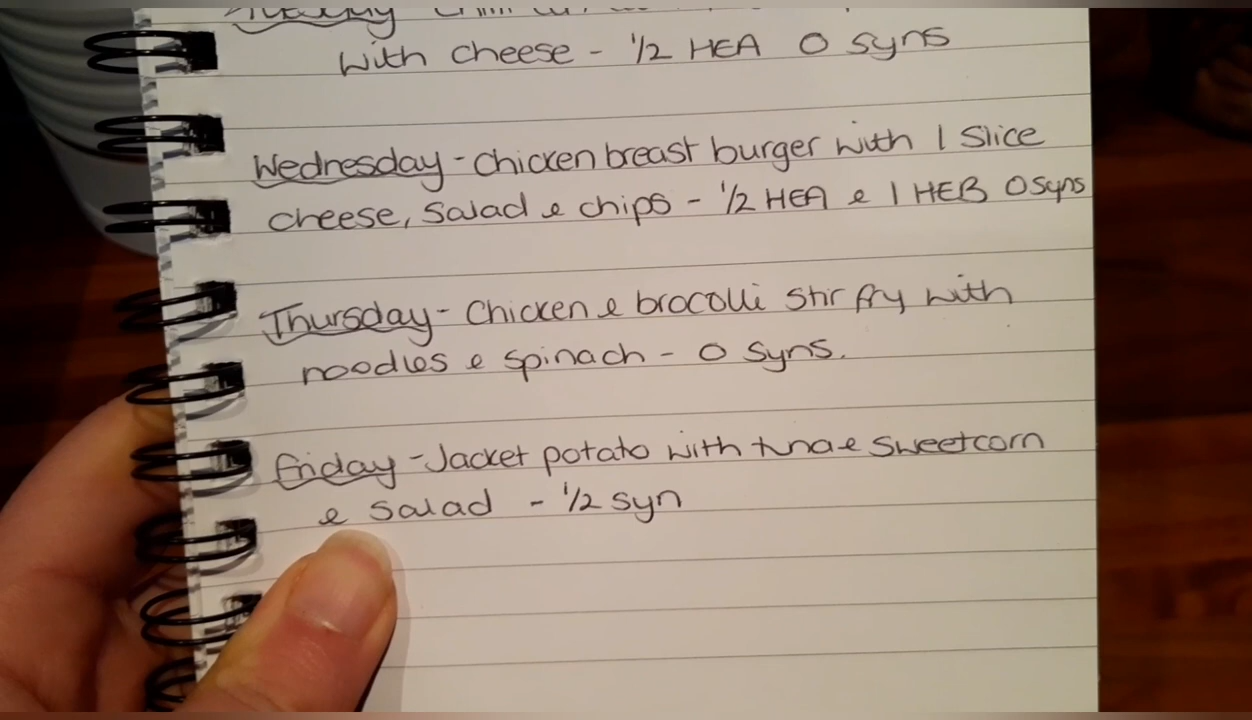 with cheese - 1/2 HEA 0 syns
Wednesday - Chicken breast burger with 1 Slice
cheese, Salad e chips - 1/2 HEA e 1 HEB 0 syns
Thursday - Chicken e brocolli stir fry with
noodles e spinach - 0 syns.
Friday - Jacket potato with tuna e sweetcorn
e salad - 1/2 syn